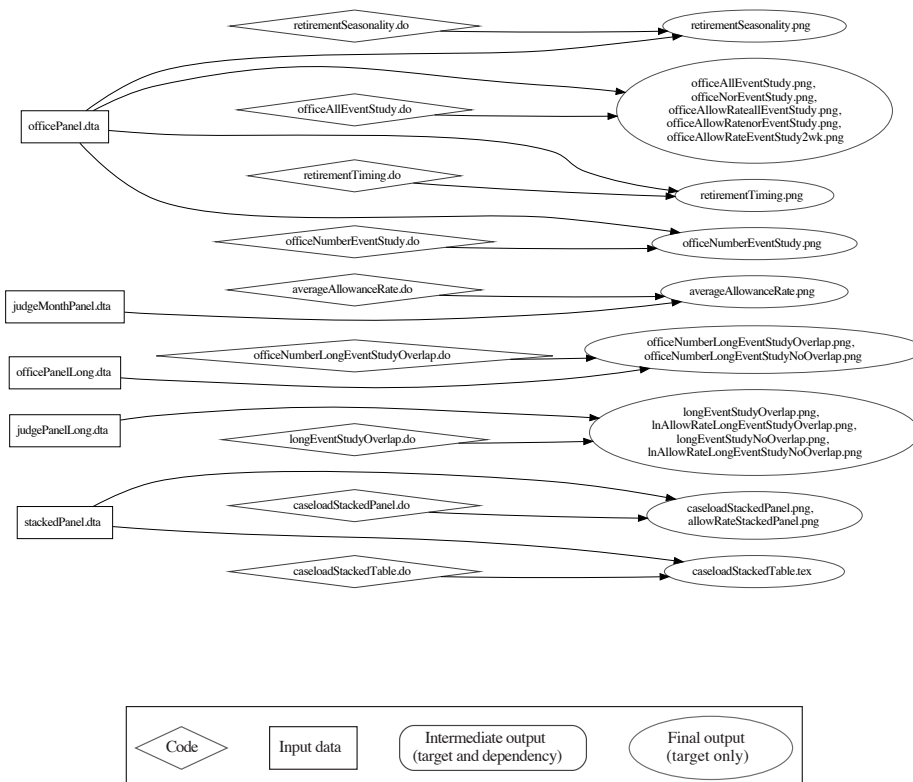 retirementSeasonality.do
retirementSeasonality.png
officePanel.dta
officeAllEventStudy.do
officeAllEventStudy.png,
officeNorEventStudy.png,
officeAllowRateallEventStudy.png,
officeAllowRatenorEventStudy.png,
officeAllowRateEventStudy2wk.png
retirementTiming.do
retirementTiming.png
officeNumberEventStudy.do
officeNumberEventStudy.png
judgeMonthPanel.dta
averageAllowanceRate.do
averageAllowanceRate.png
officePanelLong.dta
officeNumberLongEventStudyOverlap.do
officeNumberLongEventStudyOverlap.png,
officeNumberLongEventStudyNoOverlap.png
judgePanelLong.dta
longEventStudyOverlap.do
longEventStudyOverlap.png,
lnAllowRateLongEventStudyOverlap.png,
longEventStudyNoOverlap.png,
lnAllowRateLongEventStudyNoOverlap.png
stackedPanel.dta
caseloadStackedPanel.do
caseloadStackedPanel.png,
allowRateStackedPanel.png
caseloadStackedTable.do
caseloadStackedTable.tex
Code
Input data
Intermediate output
(target and dependency)
Final output
(target only)